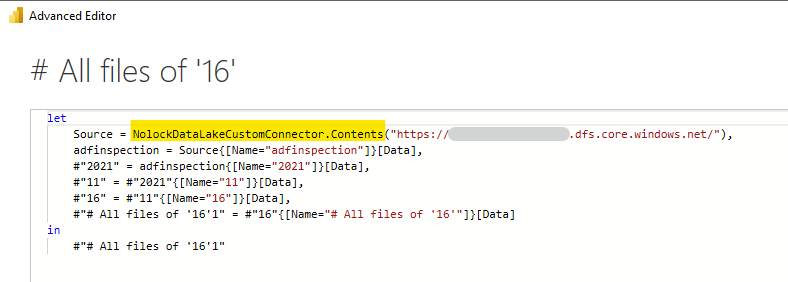 Advanced Editor
# All files of '16'
let
Source = NolockDataLakeCustomConnector.Contents("https:// .dfs.core.windows.net/"),
adfinspection = Source{[Name="adfinspection"]}[Data],
#"2021" = adfinspection{[Name="2021"]}[Data],
#"11" = #"2021"{[Name="11"]}[Data],
#"16" = #"11"{[Name="16"]}[Data],
#"# All files of '16'1" = #"16"{[Name="# All files of '16'"]}[Data]
in
#"# All files of '16'1"